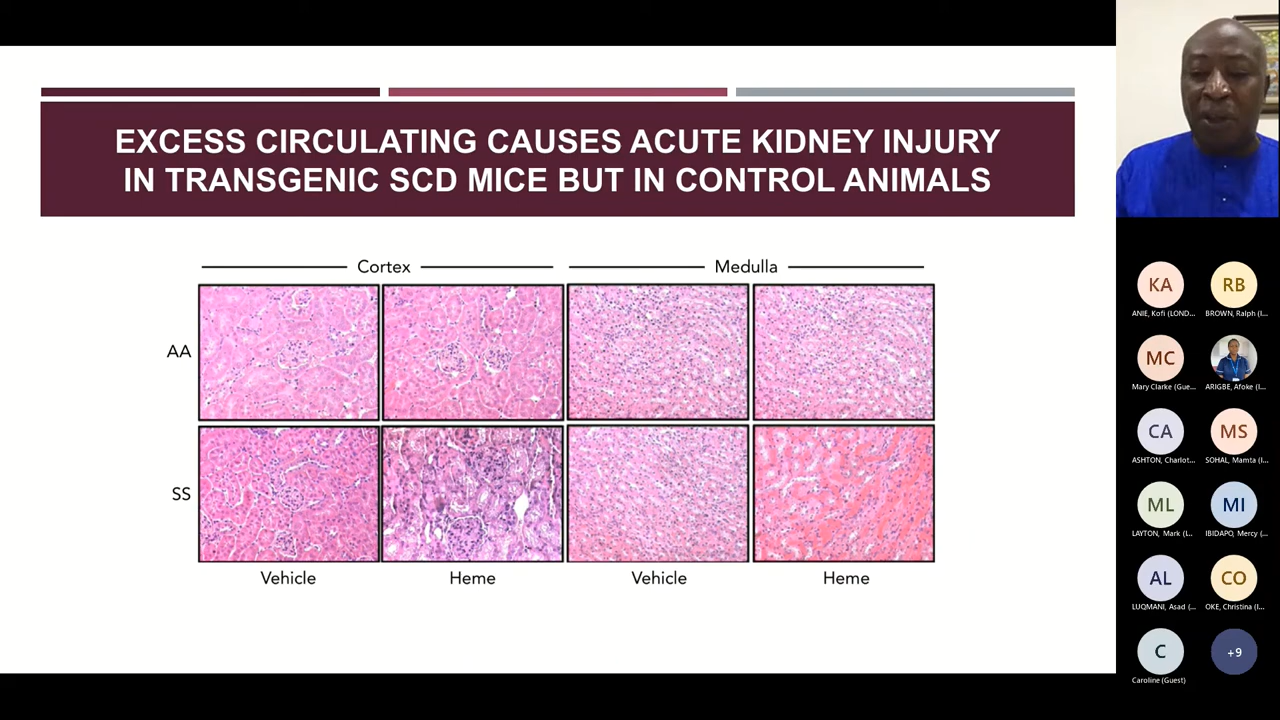 EXCESS CIRCULATING CAUSES ACUTE KIDNEY INJURY
IN TRANSGENIC SCD MICE BUT IN CONTROL ANIMALS
Cortex
Medulla
AA
SS
Vehicle
Heme
Vehicle
Heme
KA
RB
ANIE, Kofi (LOND...
BROWN, Ralph (I...
MC
Mary Clarke (Gue...
ARIGBE, Afoke (I...
CA
MS
ASHTON, Charlot...
SOHAL, Mamta (I...
ML
MI
LAYTON, Mark (I...
IBIDAPO, Mercy (...
AL
CO
LUQMANI, Asad (...
OKE, Christina (I...
C
+9
Caroline (Guest)